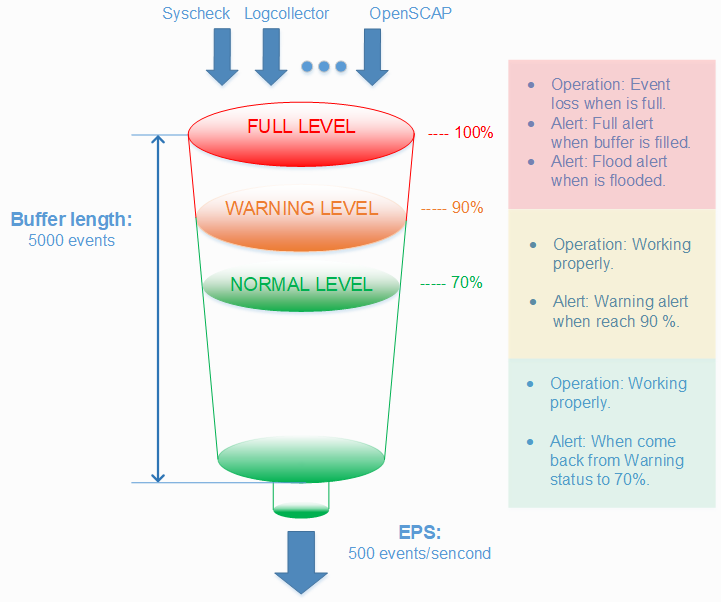 Syscheck Logcollector OpenSCAP
FULL LEVEL
---- 100%
WARNING LEVEL
----- 90%
NORMAL LEVEL
----- 70%
Buffer length:
5000 events
EPS:
500 events/sencond
• Operation: Event
loss when is full.
• Alert: Full alert
when buffer is filled.
• Alert: Flood alert
when is flooded.
• Operation: Working
properly.
• Alert: Warning alert
when reach 90 %.
• Operation: Working
properly.
• Alert: When come
back from Warning
status to 70%.